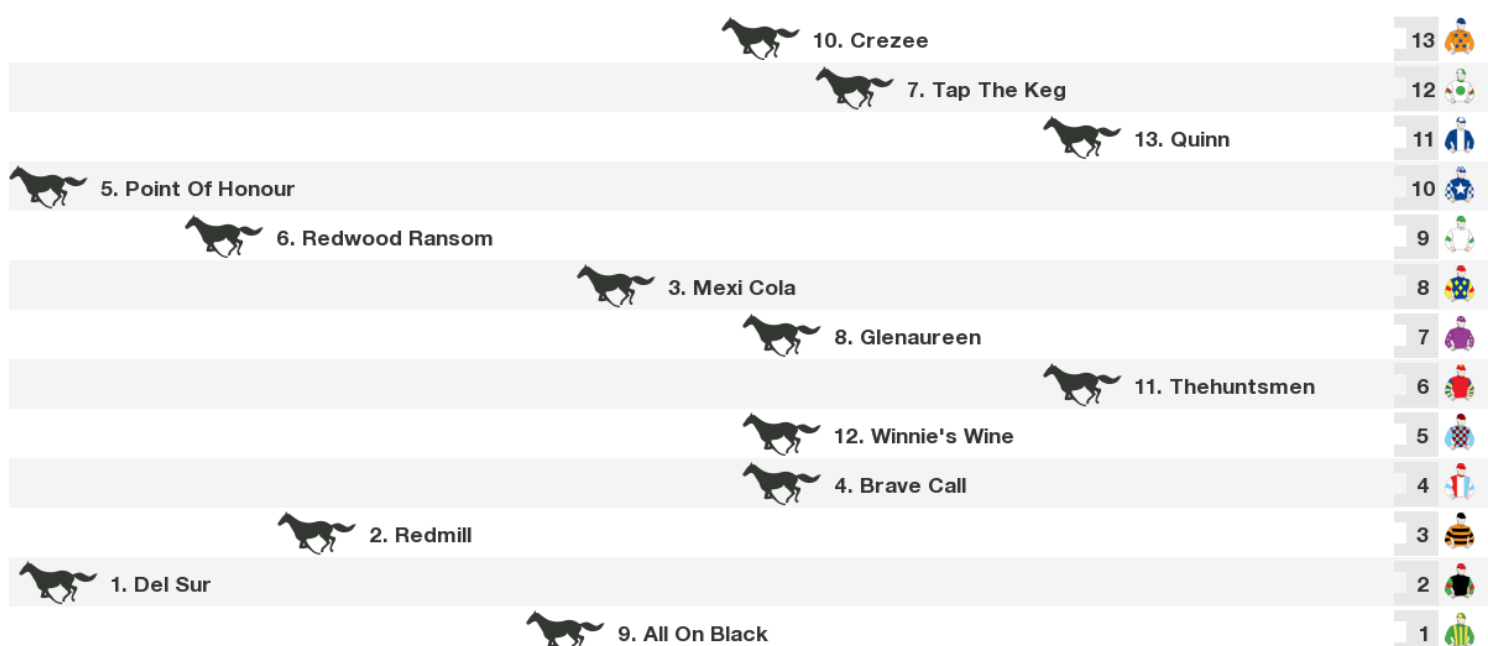 10. Crezee 13
7. Tap The Keg 12
13. Quinn 11
5. Point Of Honour 10
6. Redwood Ransom 9
3. Mexi Cola 8
8. Glenaureen 7
11. Thehuntsmen 6
12. Winnie's Wine 5
4. Brave Call 4
2. Redmill 3
1. Del Sur 2
9. All On Black 1